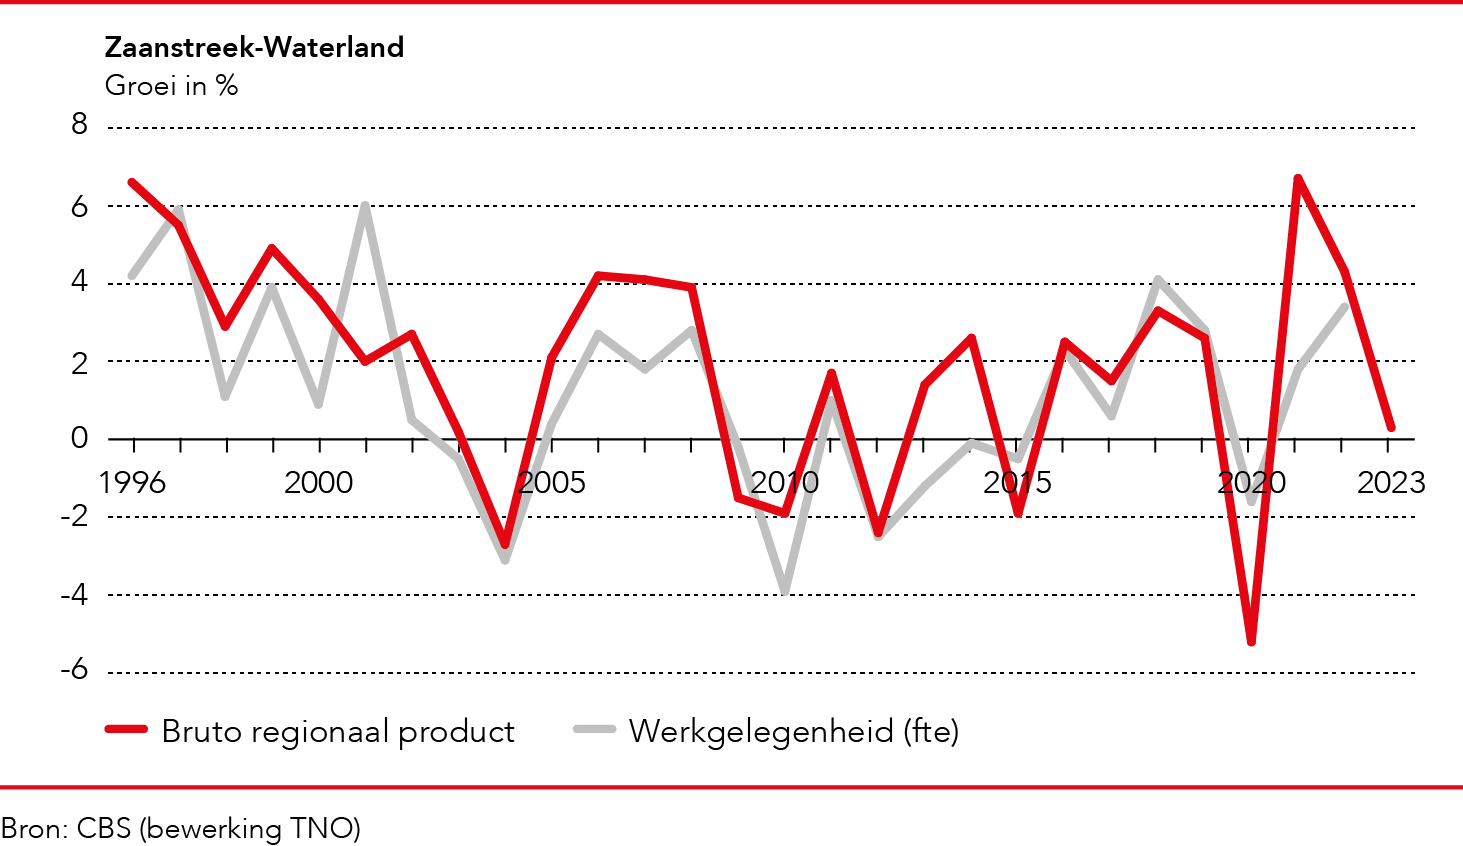 Zaanstreek-Waterland
Groei in %
8
6
4
2
0
1996 2000 2005 2010 2015 2020 2023
-2
-4
-6
Bruto regionaal product Werkgelegenheid (fte)
Bron: CBS (bewerking TNO)